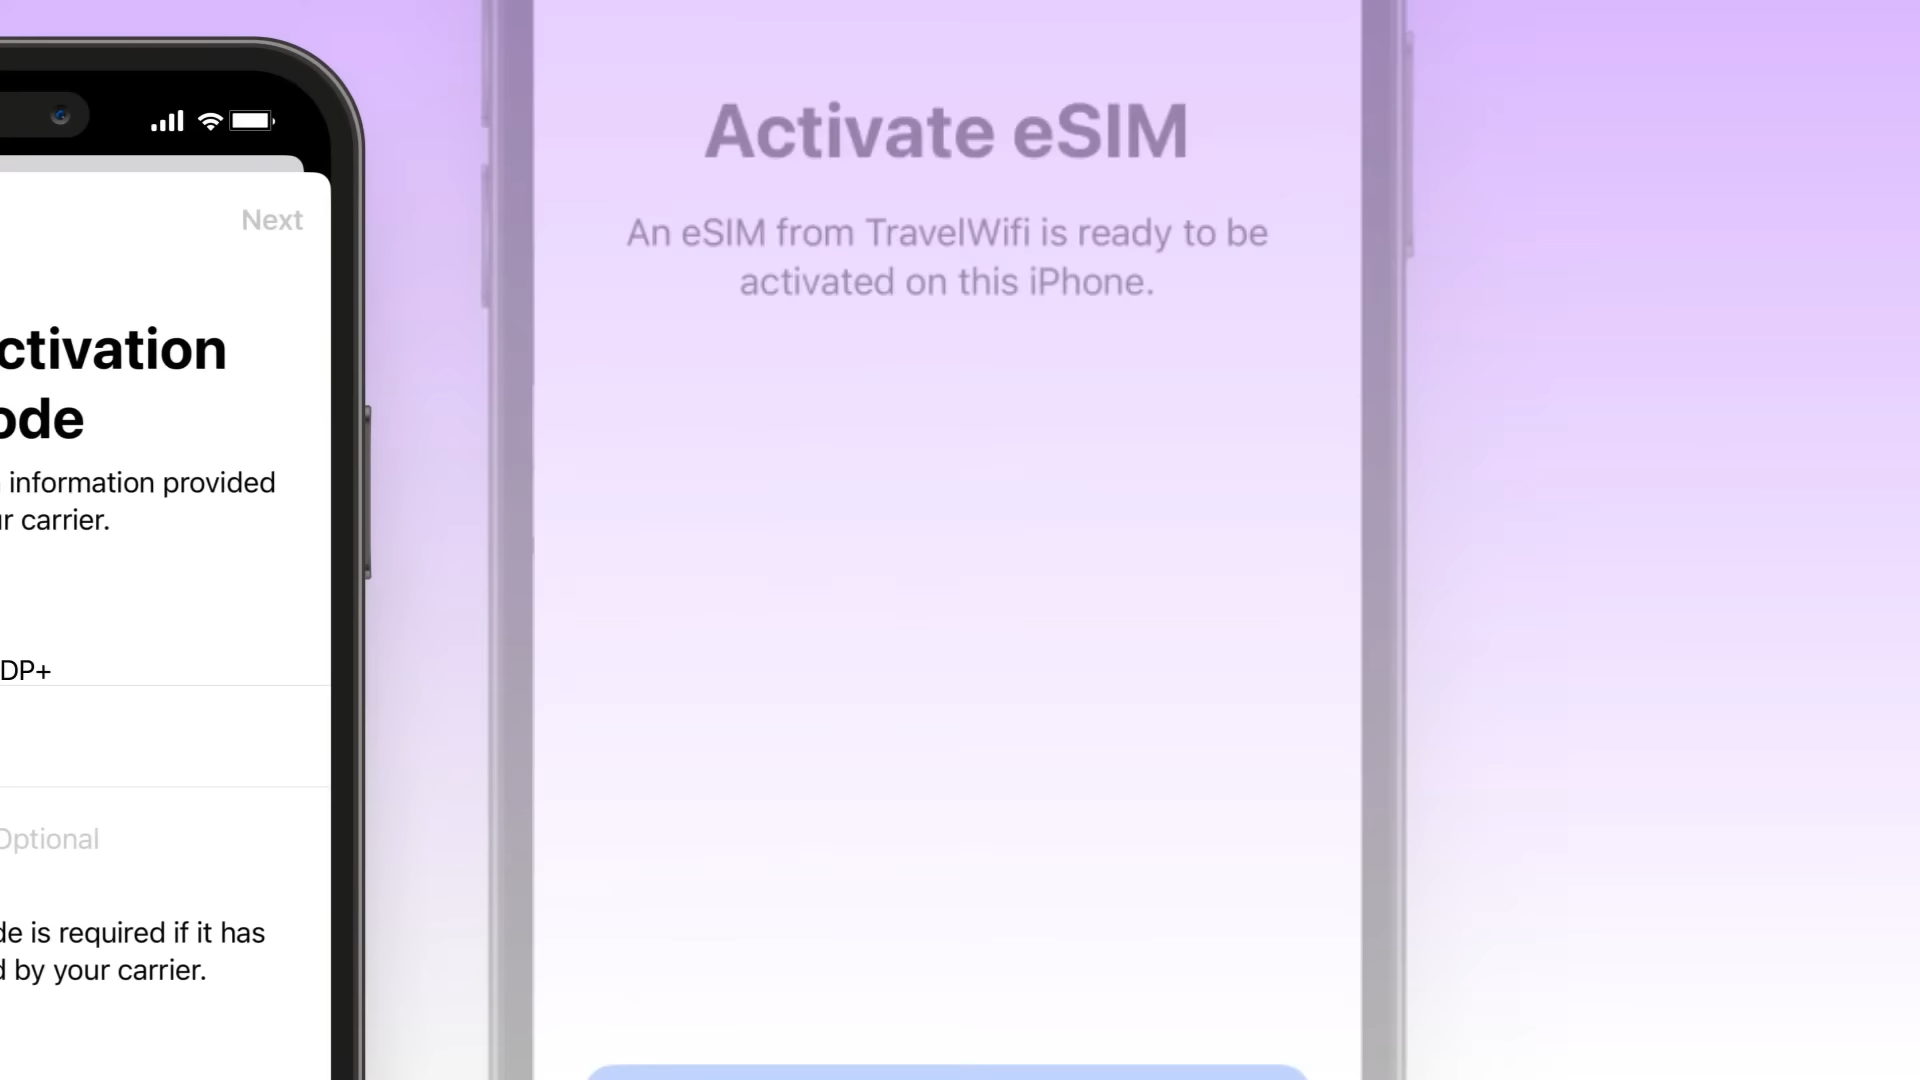 Next
ctivation
ode
information provided
r carrier.
DP+
Optional
de is required if it has
d by your carrier.
Activate eSIM
An eSIM from TravelWifi is ready to be
activated on this iPhone.